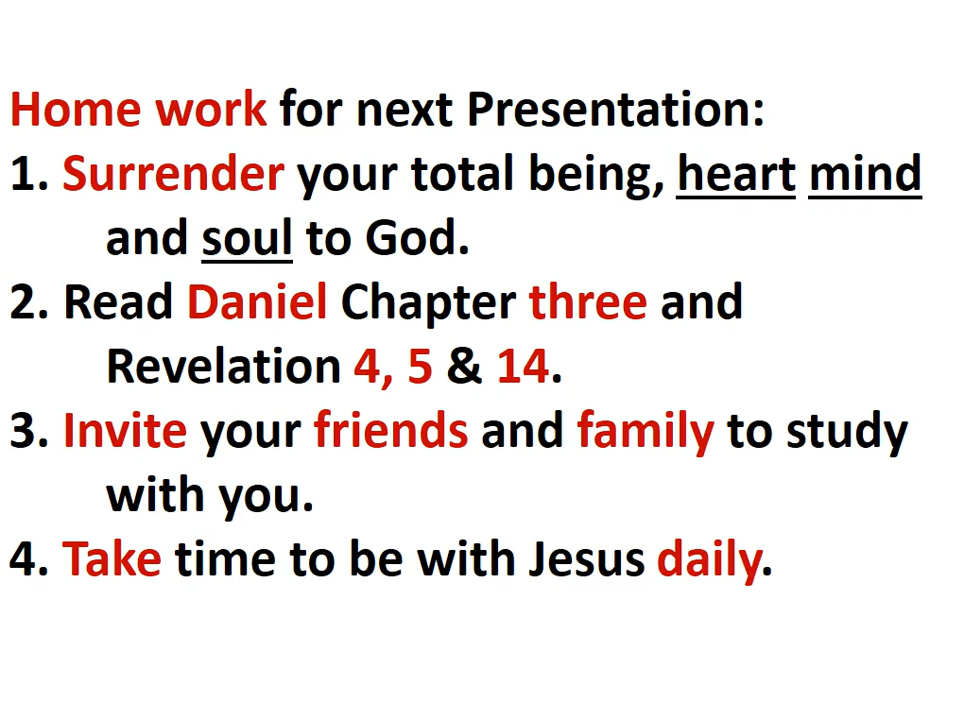 Home work for next Presentation:
1. Surrender your total being, heart mind
and soul to God.
2. Read Daniel Chapter three and
Revelation 4, 5 & 14.
3. Invite your friends and family to study
with you.
4. Take time to be with Jesus daily.